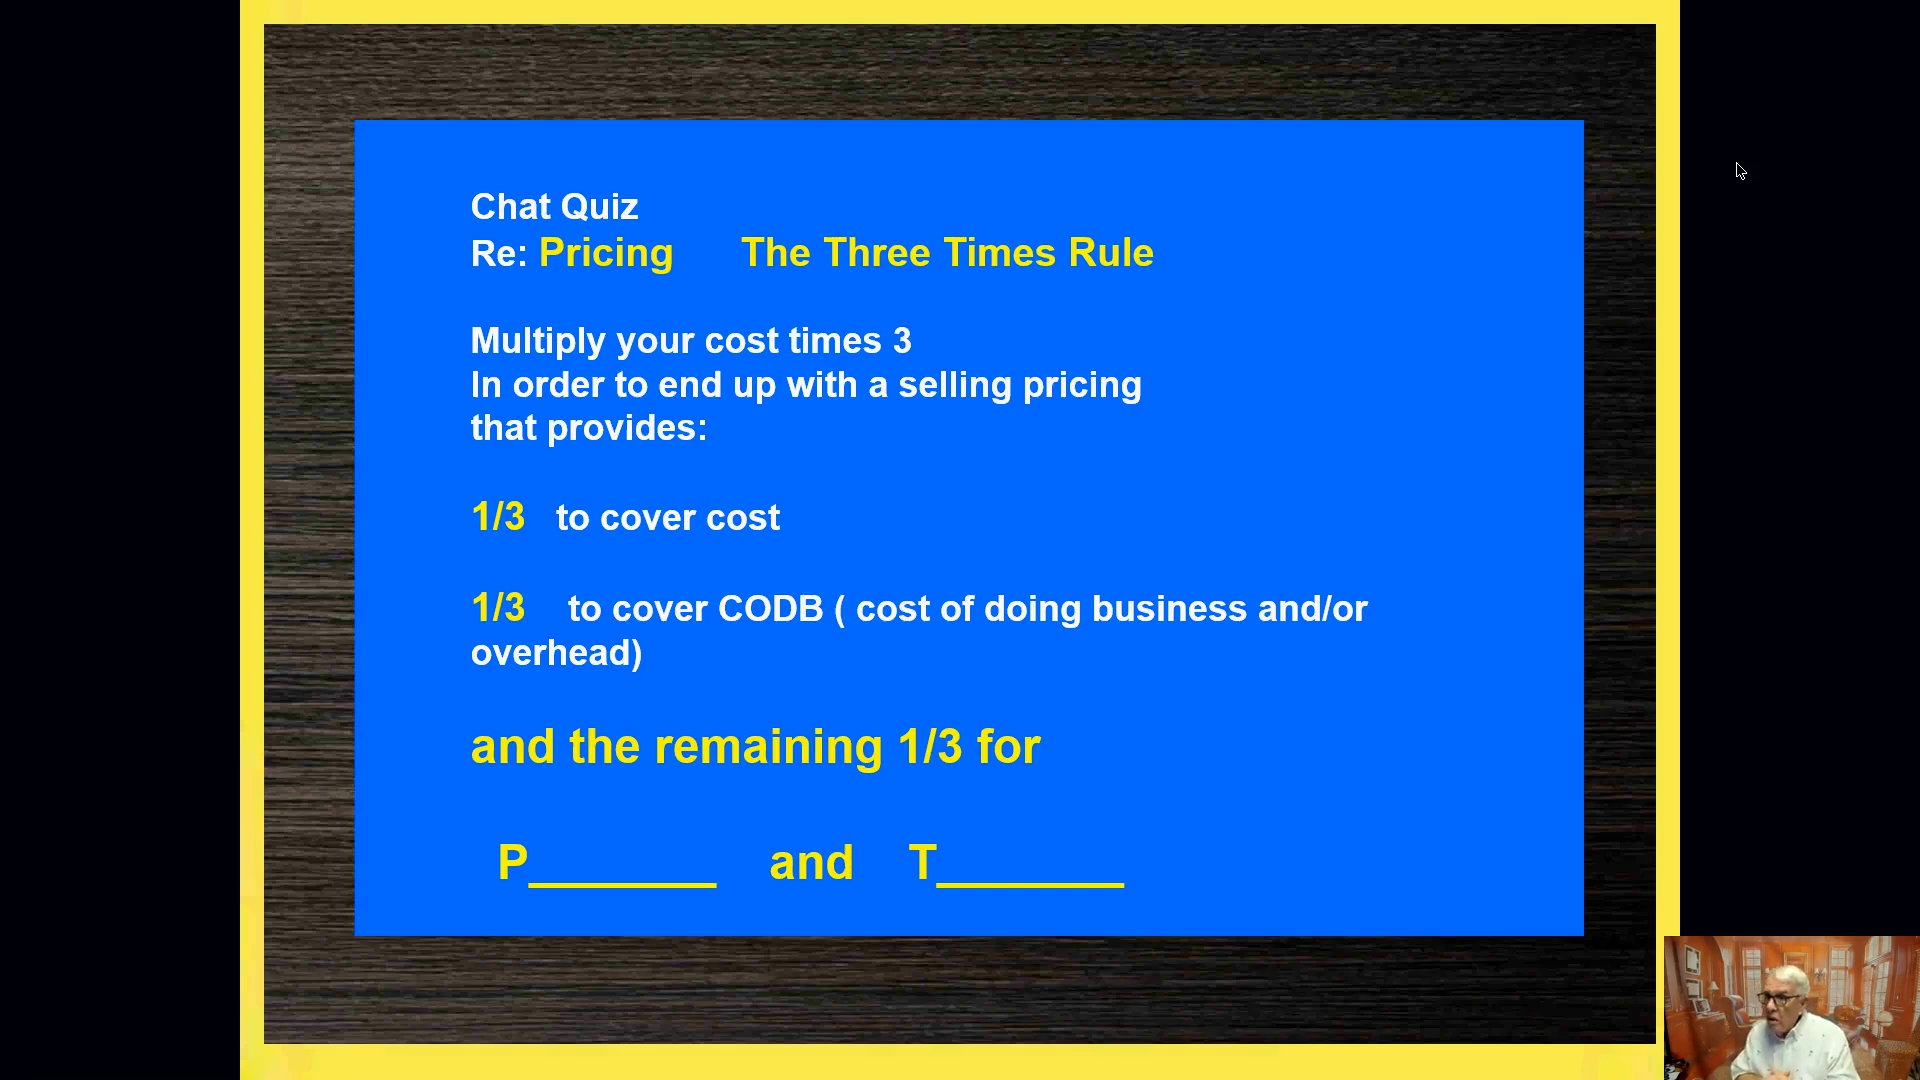 Chat Quiz
Re: Pricing The Three Times Rule
Multiply your cost times 3
In order to end up with a selling pricing
that provides:
1/3 to cover cost
1/3 to cover CODB ( cost of doing business and/or
overhead)
and the remaining 1/3 for
P_______ and T_______